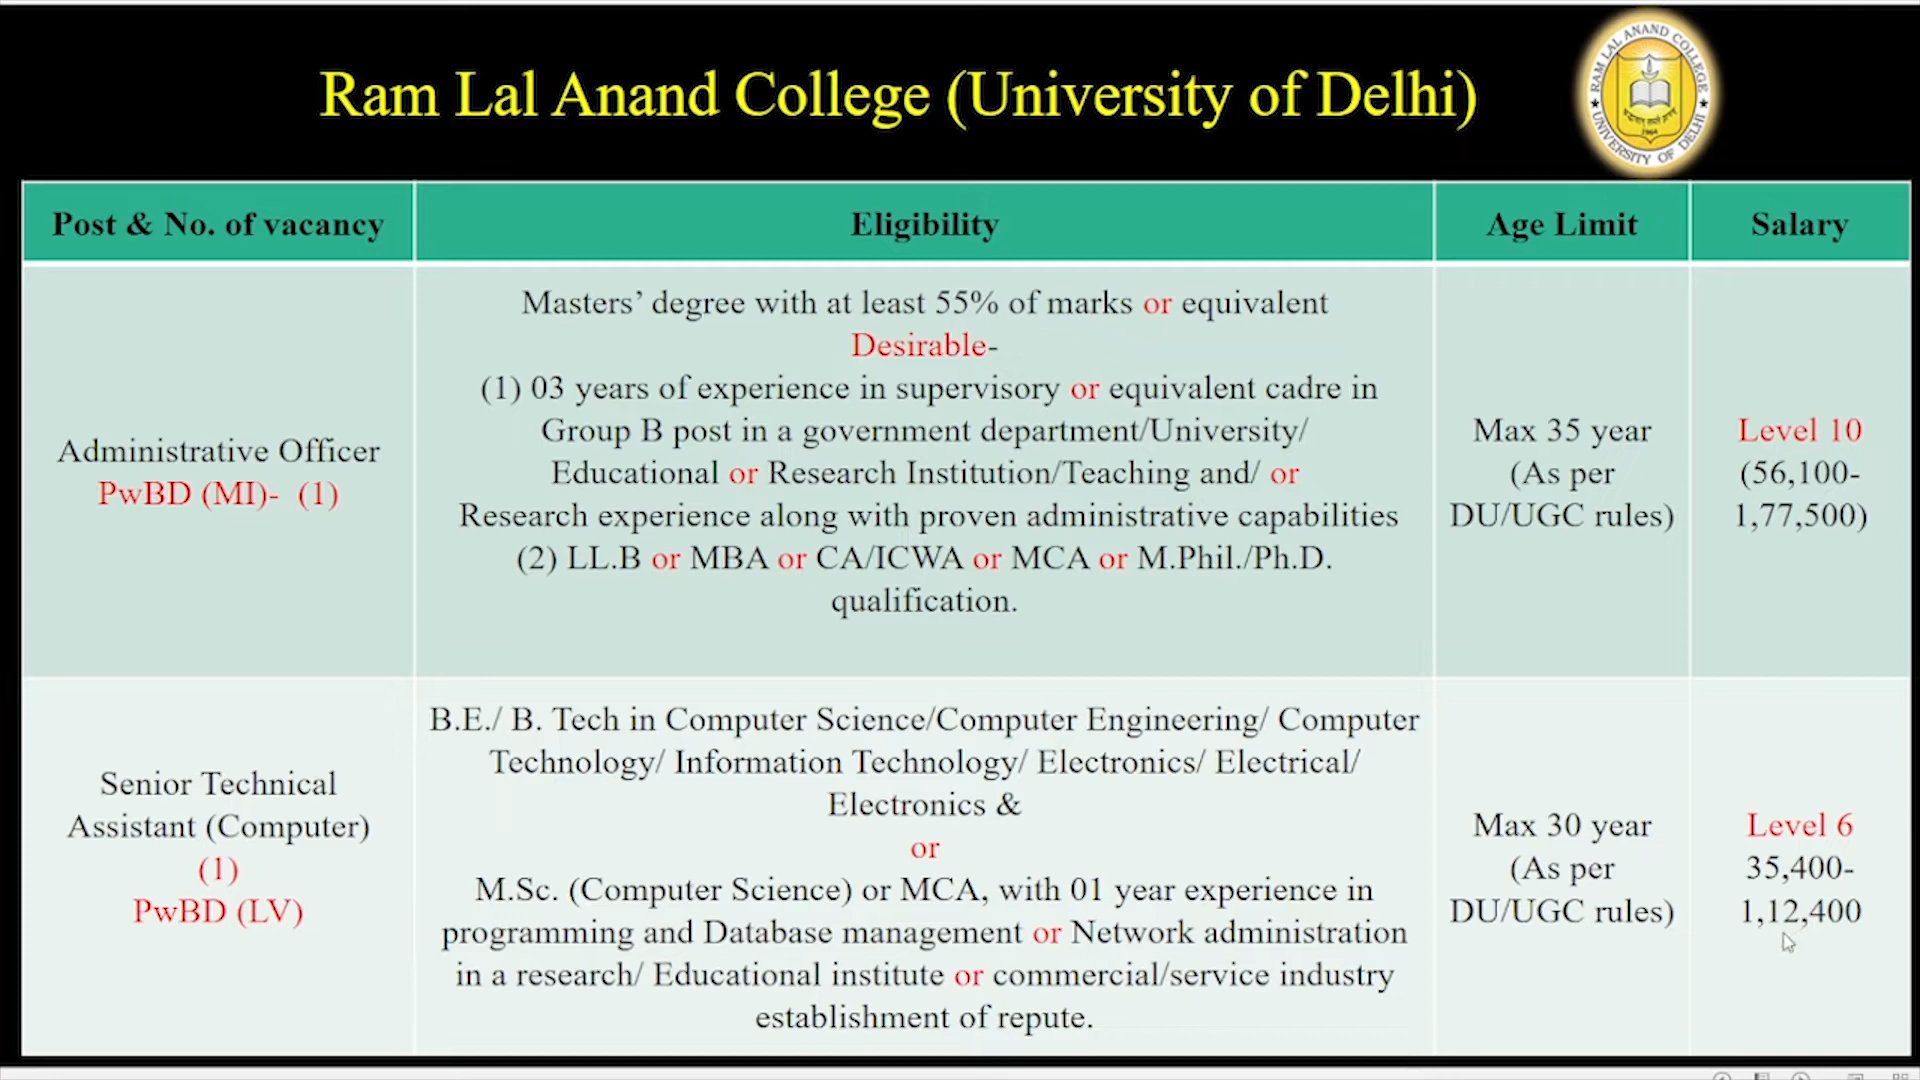 Ram Lal Anand College (University of Delhi)
RAM LAL ANAND COLLEGE
1964
UNIVERSITY OF DELHI
Post & No. of vacancy
Eligibility
Age Limit
Salary
Administrative Officer
PwBD (MI)- (1)
Masters’ degree with at least 55% of marks or equivalent
Desirable-
(1) 03 years of experience in supervisory or equivalent cadre in
Group B post in a government department/University/
Educational or Research Institution/Teaching and/ or
Research experience along with proven administrative capabilities
(2) LL.B or MBA or CA/ICWA or MCA or M.Phil./Ph.D.
qualification.
Max 35 year
(As per
DU/UGC rules)
Level 10
(56,100-
1,77,500)
Senior Technical
Assistant (Computer)
(1)
PwBD (LV)
B.E./ B. Tech in Computer Science/Computer Engineering/ Computer
Technology/ Information Technology/ Electronics/ Electrical/
Electronics &
or
M.Sc. (Computer Science) or MCA, with 01 year experience in
programming and Database management or Network administration
in a research/ Educational institute or commercial/service industry
establishment of repute.
Max 30 year
(As per
DU/UGC rules)
Level 6
35,400-
1,12,400